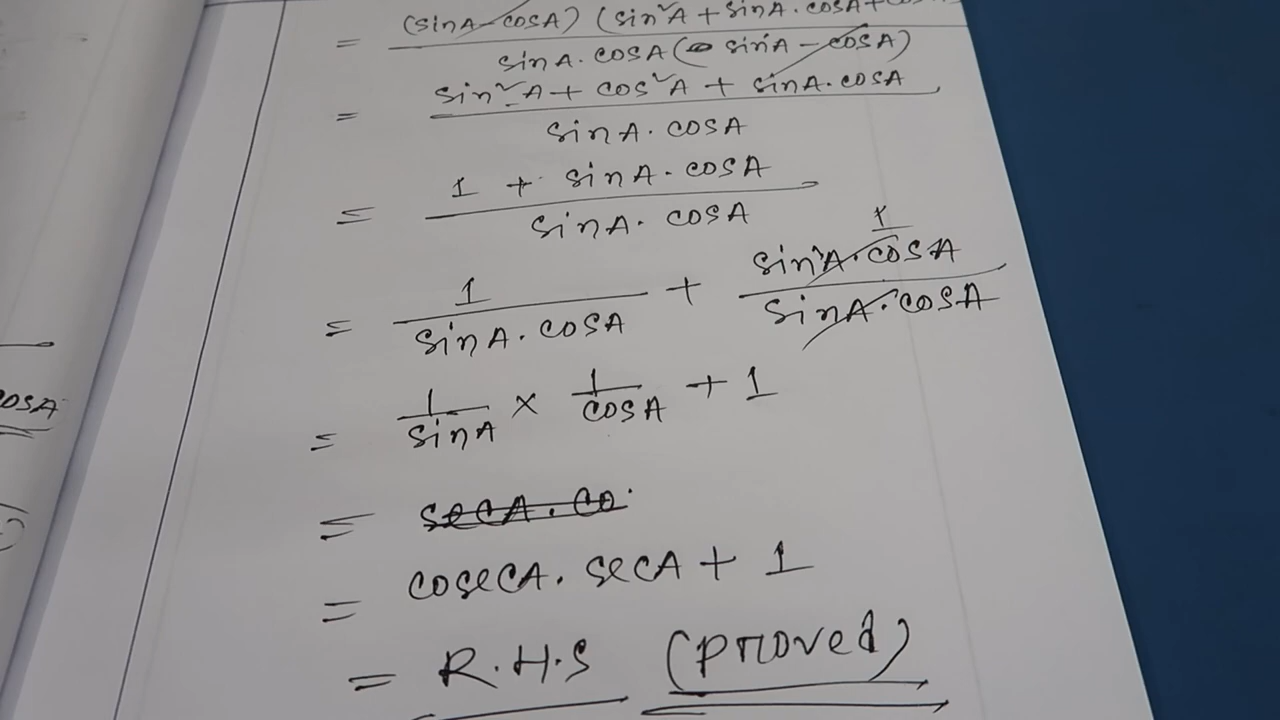 (sinA-cosA) (sin²A + sinA. cosA+
= sinA. cosA( sinA - cosA)
= sin²A + cos²A + sinA. cosA
sinA. cosA
= 1 + sinA. cosA
sinA. cosA
= 1 + sinA. cosA 1
sinA. cosA sinA. cosA
= 1 × 1 + 1
sinA cosA
osA
= secA. co
= cosecA. secA + 1
= R.H.S (proved)